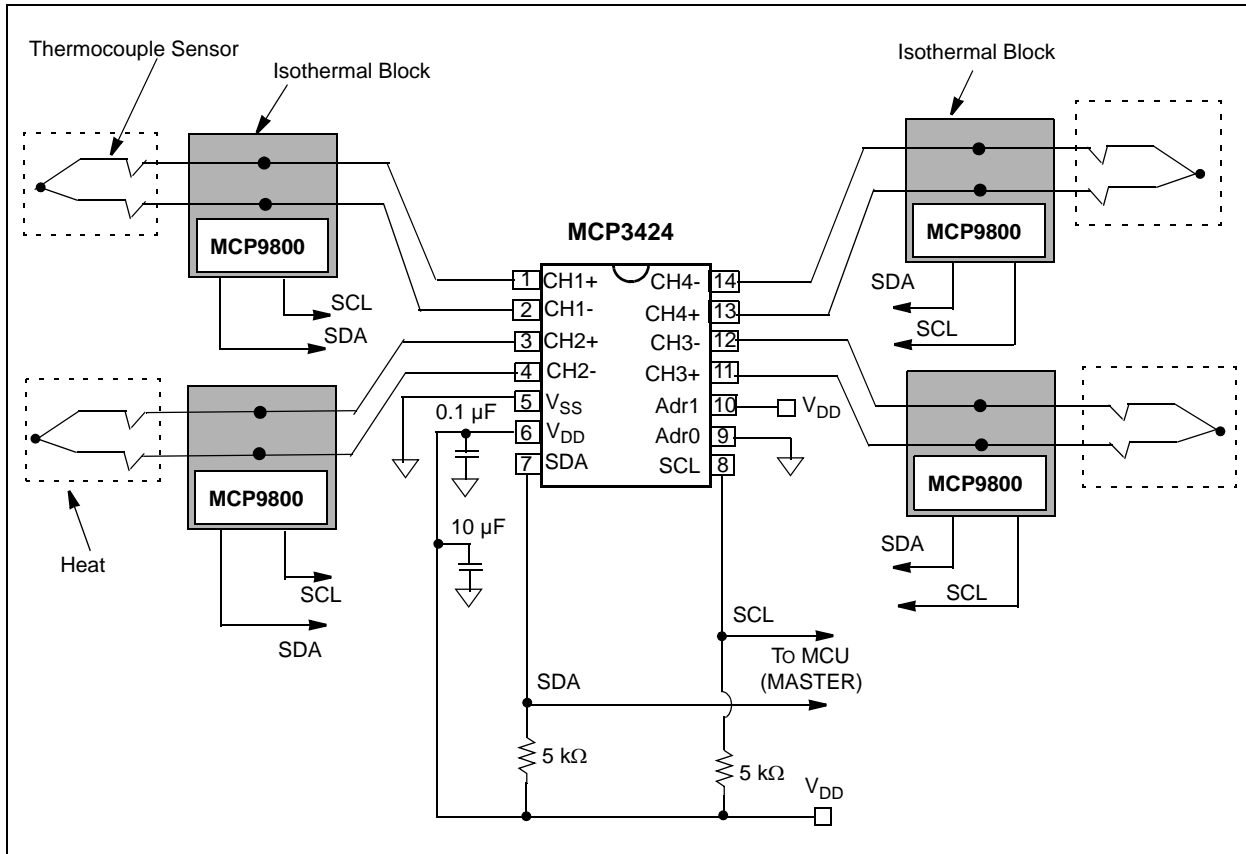 Thermocouple Sensor
Isothermal Block
Isothermal Block
MCP9800
SCL
SDA
MCP3424
1 CH1+
2 CH1-
3 CH2+
4 CH2-
5 VSS
6 VDD
7 SDA
CH4- 14
CH4+ 13
CH3- 12
CH3+ 11
Adr1 10
Adr0 9
SCL 8
VDD
MCP9800
SDA
SCL
0.1 µF
10 µF
MCP9800
SCL
SDA
Heat
MCP9800
SDA
SCL
SCL
TO MCU
(MASTER)
SDA
5 kΩ
5 kΩ
VDD